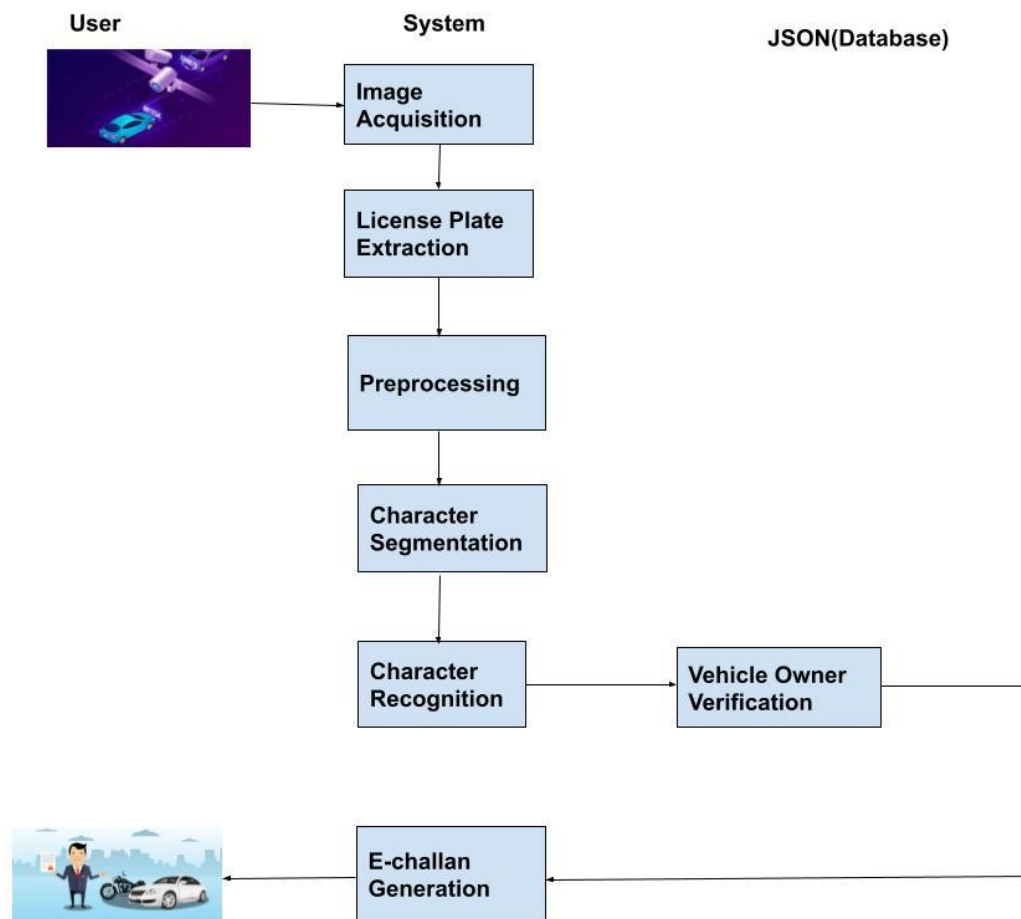 User
System
JSON(Database)
Image
Acquisition
License Plate
Extraction
Preprocessing
Character
Segmentation
Character
Recognition
Vehicle Owner
Verification
E-challan
Generation